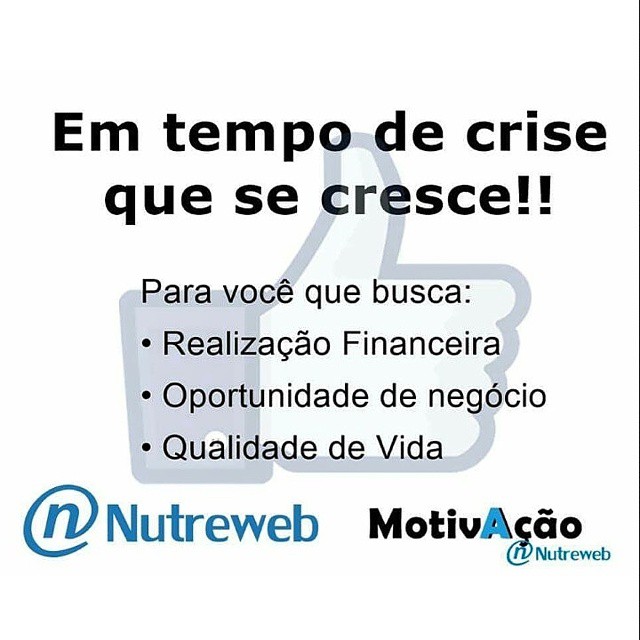 Em tempo de crise
que se cresce!!
Para você que busca:
• Realização Financeira
• Oportunidade de negócio
• Qualidade de Vida
@n Nutreweb
MotivAção
@n Nutreweb